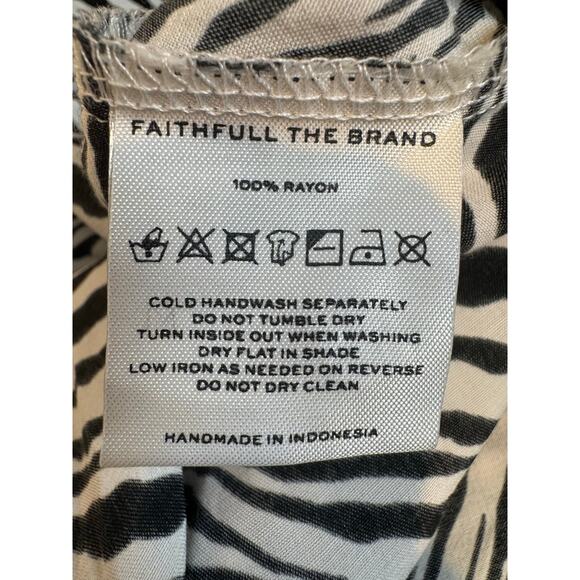 FAITHFULL THE BRAND
100% RAYON
COLD HANDWASH SEPARATELY
DO NOT TUMBLE DRY
TURN INSIDE OUT WHEN WASHING
DRY FLAT IN SHADE
LOW IRON AS NEEDED ON REVERSE
DO NOT DRY CLEAN
HANDMADE IN INDONESIA